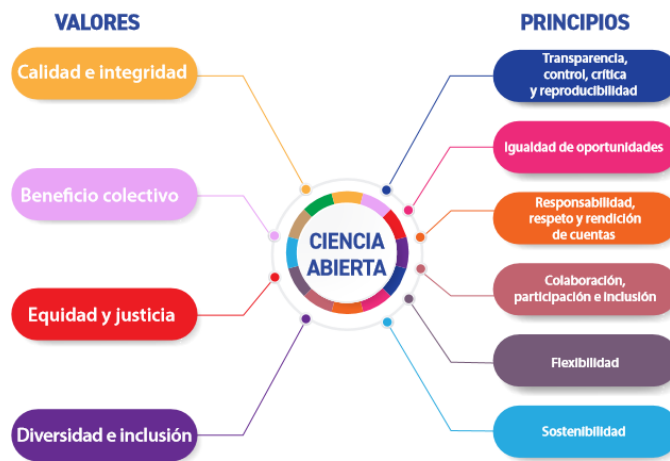 VALORES
Calidad e integridad
Beneficio colectivo
Equidad y justicia
Diversidad e inclusión
CIENCIA
ABIERTA
PRINCIPIOS
Transparencia,
control, crítica
y reproducibilidad
Igualdad de oportunidades
Responsabilidad,
respeto y rendición
de cuentas
Colaboración,
participación e inclusión
Flexibilidad
Sostenibilidad